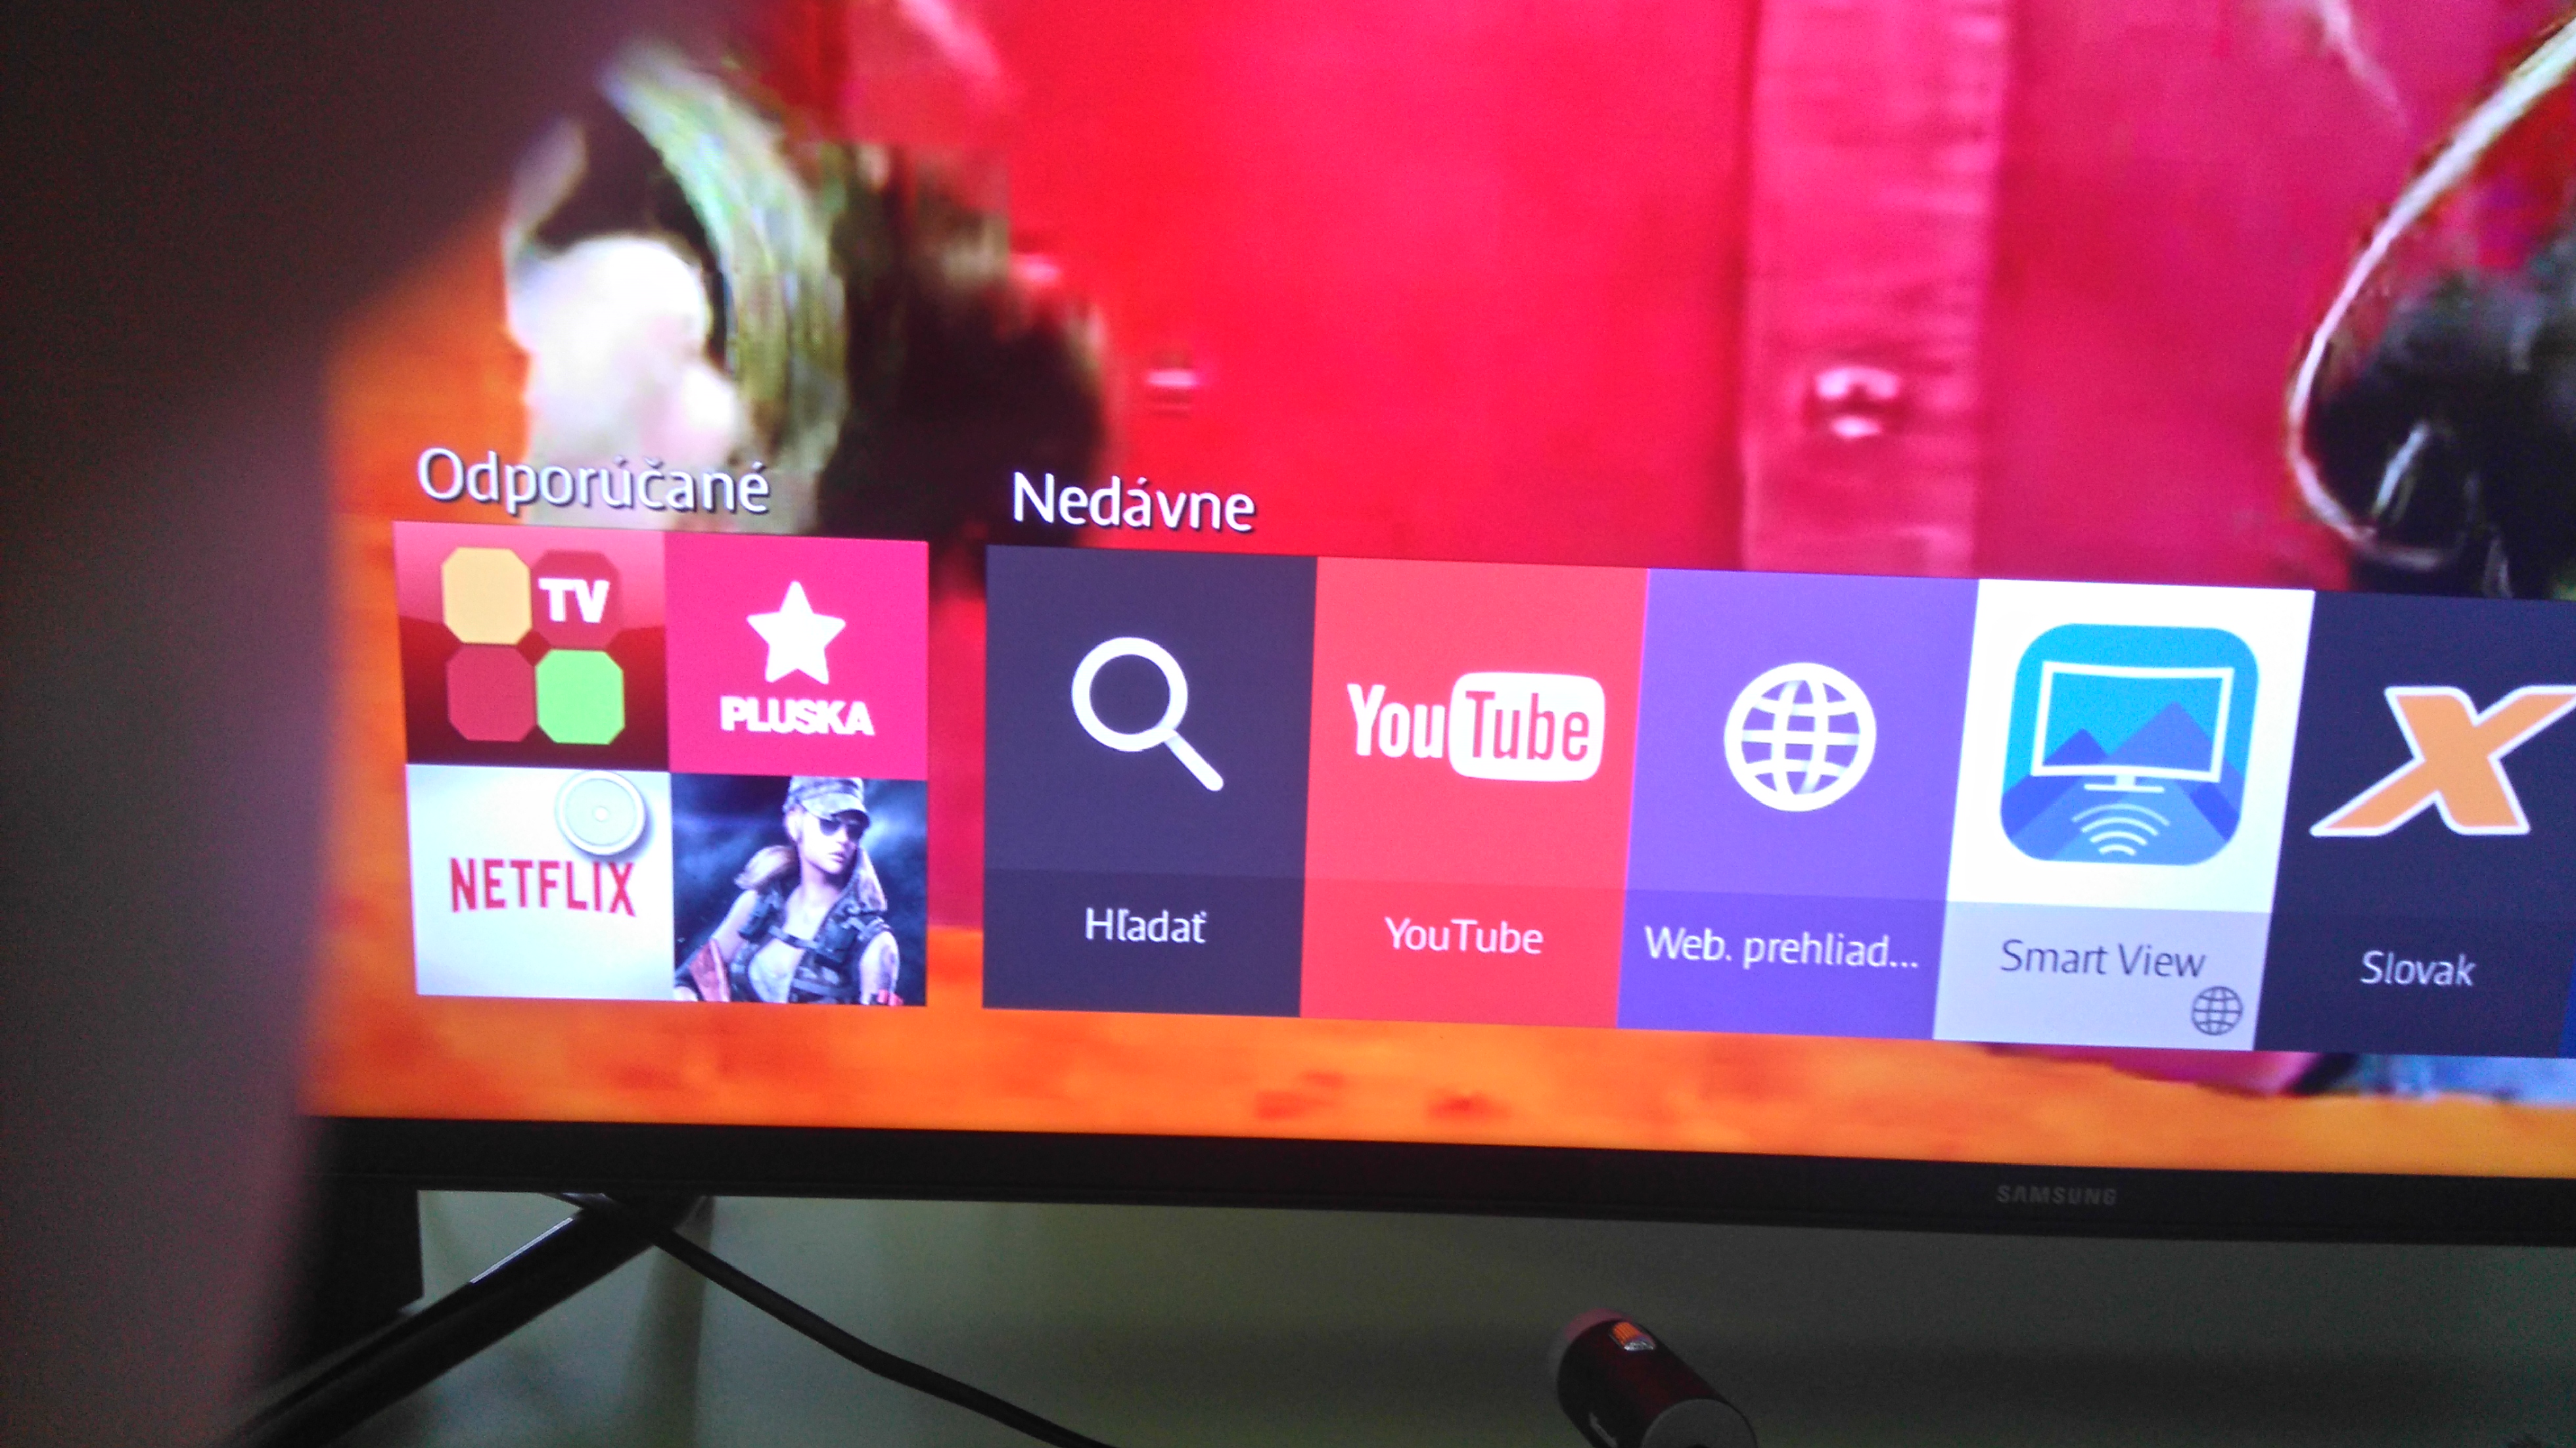 Odporúčané
Nedávne
TV
PLUSKA
NETFLIX
YouTube
X
Hľadať
YouTube
Web. prehliad...
Smart View
Slovak
SAMSUNG